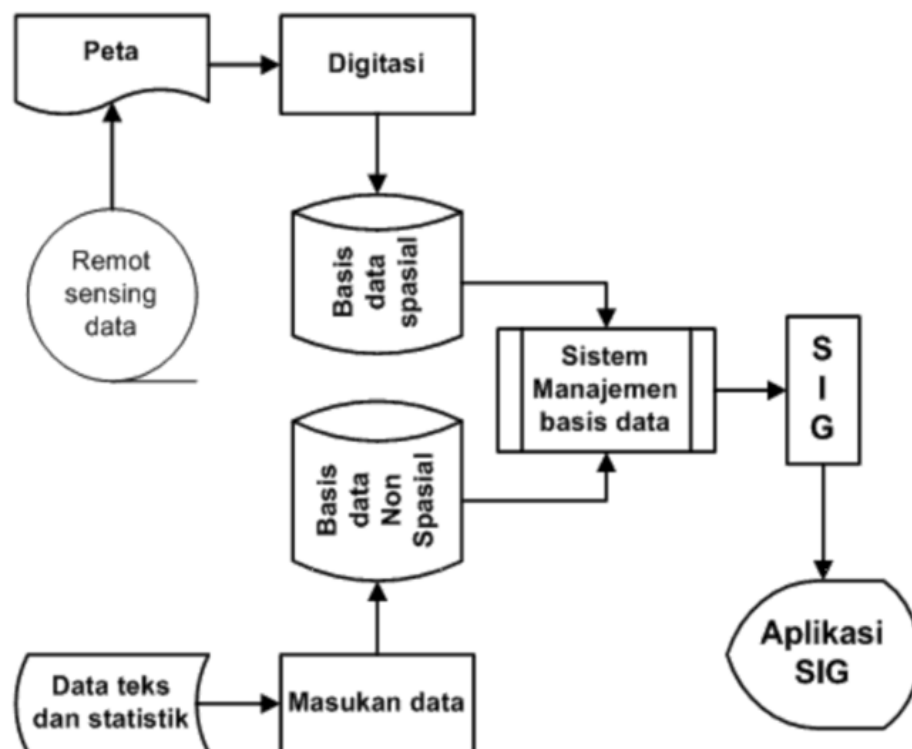 Peta
Digitasi
Remot
sensing
data
Basis
data
spasial
Sistem
Manajemen
basis data
S
I
G
Basis
data
Non
Spasial
Data teks
dan statistik
Masukan data
Aplikasi
SIG